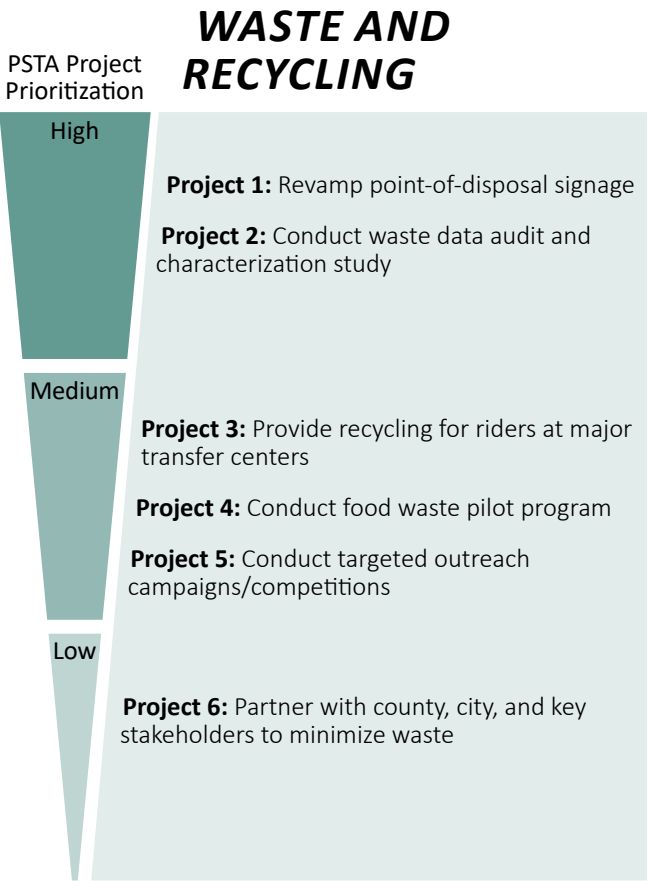 WASTE AND
RECYCLING
PSTA Project
Prioritization
High
Project 1: Revamp point-of-disposal signage
Project 2: Conduct waste data audit and
characterization study
Medium
Project 3: Provide recycling for riders at major
transfer centers
Project 4: Conduct food waste pilot program
Project 5: Conduct targeted outreach
campaigns/competitions
Low
Project 6: Partner with county, city, and key
stakeholders to minimize waste